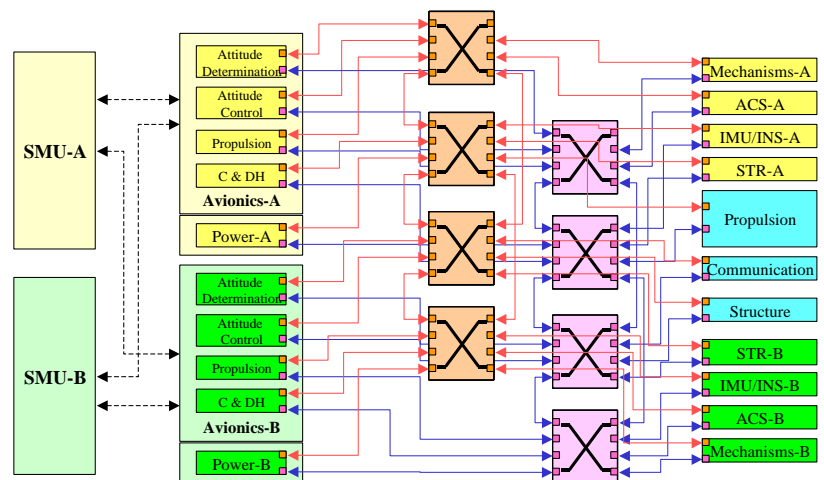 SMU-A
SMU-B
Attitude
Determination
Attitude
Control
Propulsion
C & DH
Avionics-A
Power-A
Attitude
Determination
Attitude
Control
Propulsion
C & DH
Avionics-B
Power-B
Mechanisms-A
ACS-A
IMU/INS-A
STR-A
Propulsion
Communication
Structure
STR-B
IMU/INS-B
ACS-B
Mechanisms-B